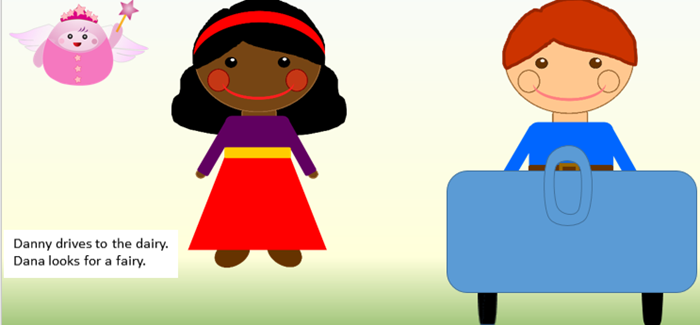 Danny drives to the dairy.
Dana looks for a fairy.